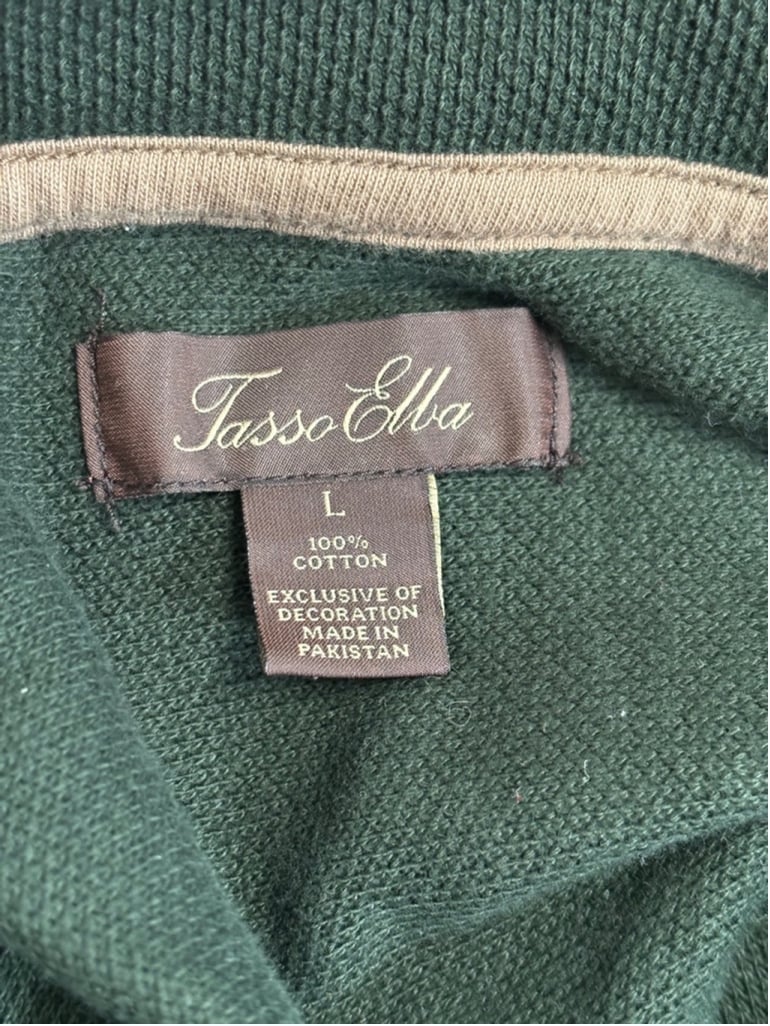 Tasso Elba
L
100%
COTTON
EXCLUSIVE OF
DECORATION
MADE IN
PAKISTAN